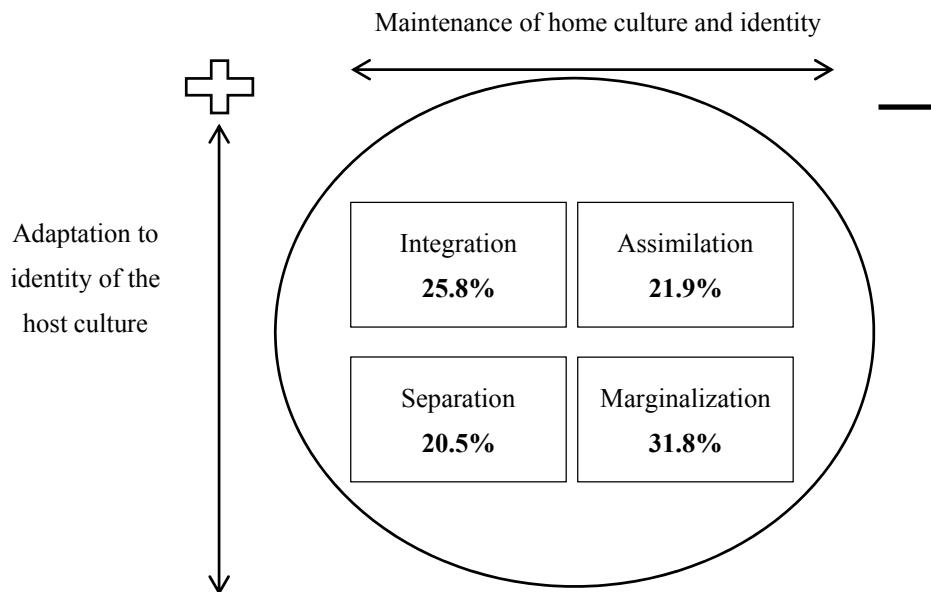 Maintenance of home culture and identity
Adaptation to
identity of the
host culture
Integration
25.8%
Assimilation
21.9%
Separation
20.5%
Marginalization
31.8%